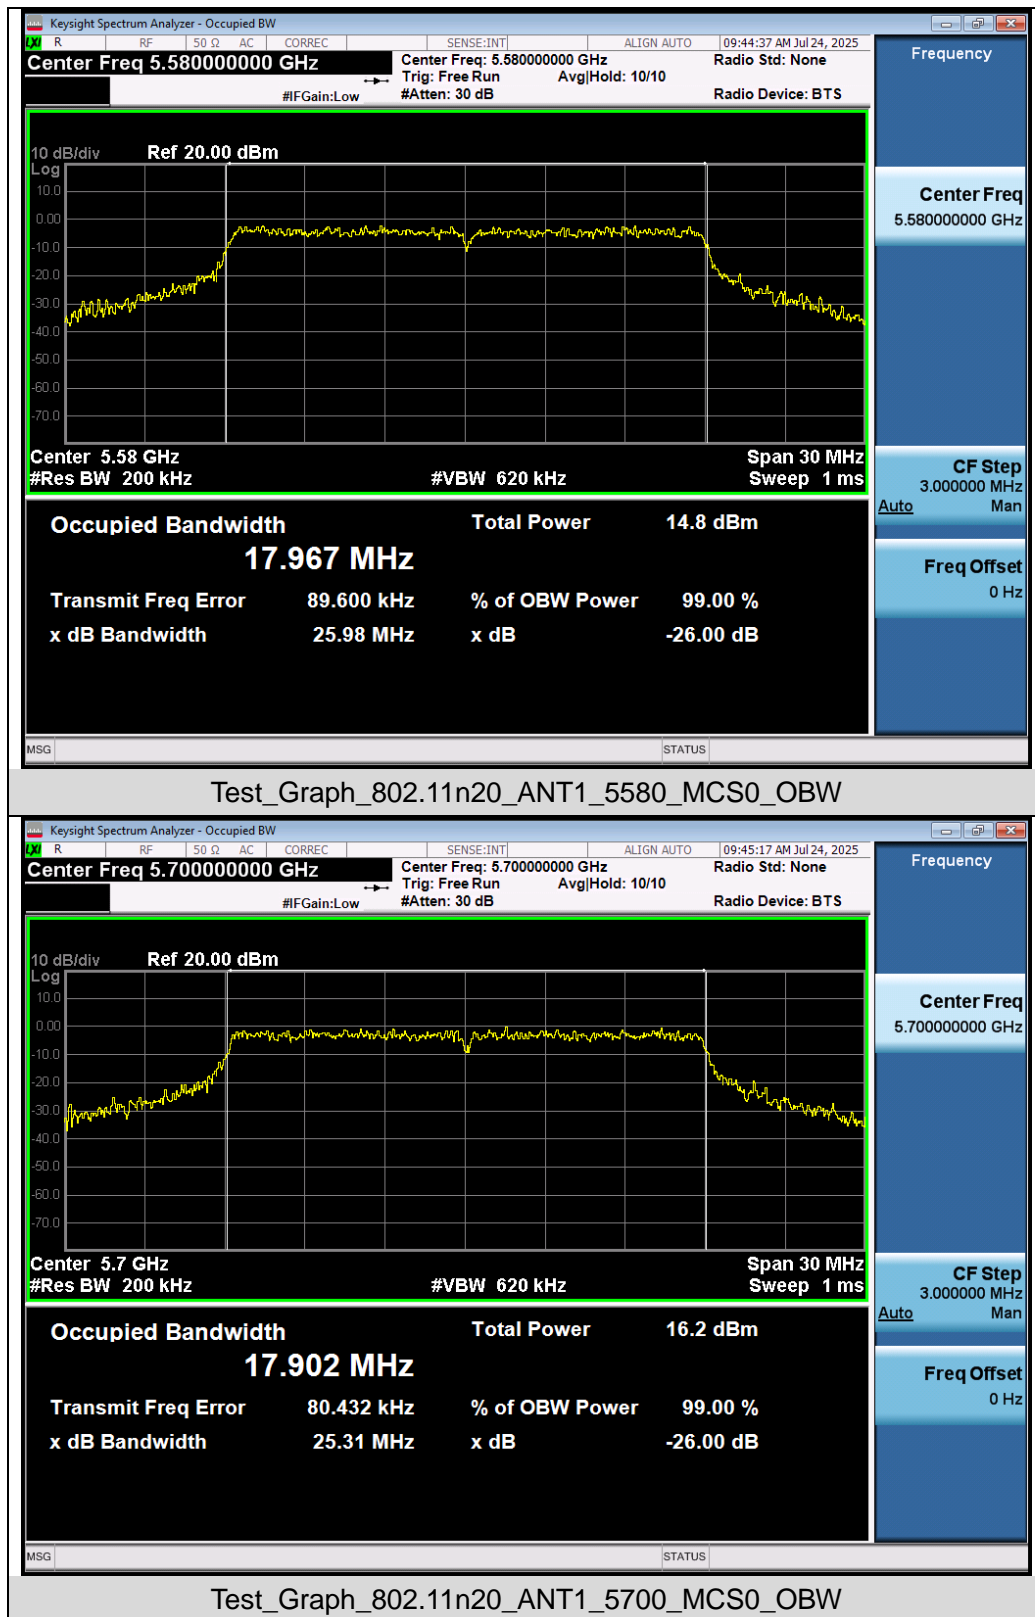 Keysight Spectrum Analyzer - Occupied BW
LXI R RF 50 Ω AC CORREC SENSE:INT ALIGN AUTO 09:44:37 AM Jul 24, 2025
Center Freq 5.580000000 GHz Center Freq: 5.580000000 GHz Radio Std: None
Trig: Free Run Avg|Hold: 10/10
#IFGain:Low #Atten: 30 dB Radio Device: BTS
Frequency
10 dB/div Ref 20.00 dBm
Log
10.0
0.00
-10.0
-20.0
-30.0
-40.0
-50.0
-60.0
-70.0
Center 5.58 GHz Span 30 MHz
#Res BW 200 kHz #VBW 620 kHz Sweep 1 ms
Center Freq
5.580000000 GHz
CF Step
3.000000 MHz
Auto Man
Freq Offset
0 Hz
Occupied Bandwidth Total Power 14.8 dBm
17.967 MHz
Transmit Freq Error 89.600 kHz % of OBW Power 99.00 %
x dB Bandwidth 25.98 MHz x dB -26.00 dB
MSG STATUS
Test_Graph_802.11n20_ANT1_5580_MCS0_OBW
Keysight Spectrum Analyzer - Occupied BW
LXI R RF 50 Ω AC CORREC SENSE:INT ALIGN AUTO 09:45:17 AM Jul 24, 2025
Center Freq 5.700000000 GHz Center Freq: 5.700000000 GHz Radio Std: None
Trig: Free Run Avg|Hold: 10/10
#IFGain:Low #Atten: 30 dB Radio Device: BTS
Frequency
10 dB/div Ref 20.00 dBm
Log
10.0
0.00
-10.0
-20.0
-30.0
-40.0
-50.0
-60.0
-70.0
Center 5.7 GHz Span 30 MHz
#Res BW 200 kHz #VBW 620 kHz Sweep 1 ms
Center Freq
5.700000000 GHz
CF Step
3.000000 MHz
Auto Man
Freq Offset
0 Hz
Occupied Bandwidth Total Power 16.2 dBm
17.902 MHz
Transmit Freq Error 80.432 kHz % of OBW Power 99.00 %
x dB Bandwidth 25.31 MHz x dB -26.00 dB
MSG STATUS
Test_Graph_802.11n20_ANT1_5700_MCS0_OBW